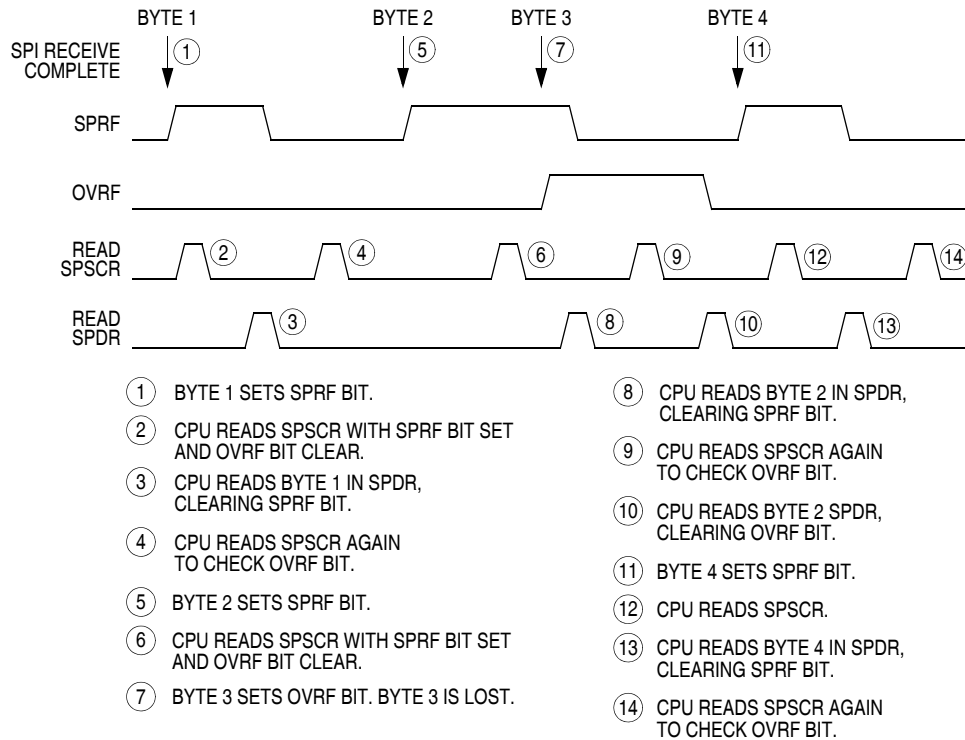 BYTE 1 BYTE 2 BYTE 3 BYTE 4
SPI RECEIVE
COMPLETE
1 5 7 11
SPRF
OVRF
READ
SPSCR
2 4 6 9 12 14
READ
SPDR
3 8 10 13
1 BYTE 1 SETS SPRF BIT.
2 CPU READS SPSCR WITH SPRF BIT SET
AND OVRF BIT CLEAR.
3 CPU READS BYTE 1 IN SPDR,
CLEARING SPRF BIT.
4 CPU READS SPSCR AGAIN
TO CHECK OVRF BIT.
5 BYTE 2 SETS SPRF BIT.
6 CPU READS SPSCR WITH SPRF BIT SET
AND OVRF BIT CLEAR.
7 BYTE 3 SETS OVRF BIT. BYTE 3 IS LOST.
8 CPU READS BYTE 2 IN SPDR,
CLEARING SPRF BIT.
9 CPU READS SPSCR AGAIN
TO CHECK OVRF BIT.
10 CPU READS BYTE 2 SPDR,
CLEARING OVRF BIT.
11 BYTE 4 SETS SPRF BIT.
12 CPU READS SPSCR.
13 CPU READS BYTE 4 IN SPDR,
CLEARING SPRF BIT.
14 CPU READS SPSCR AGAIN
TO CHECK OVRF BIT.